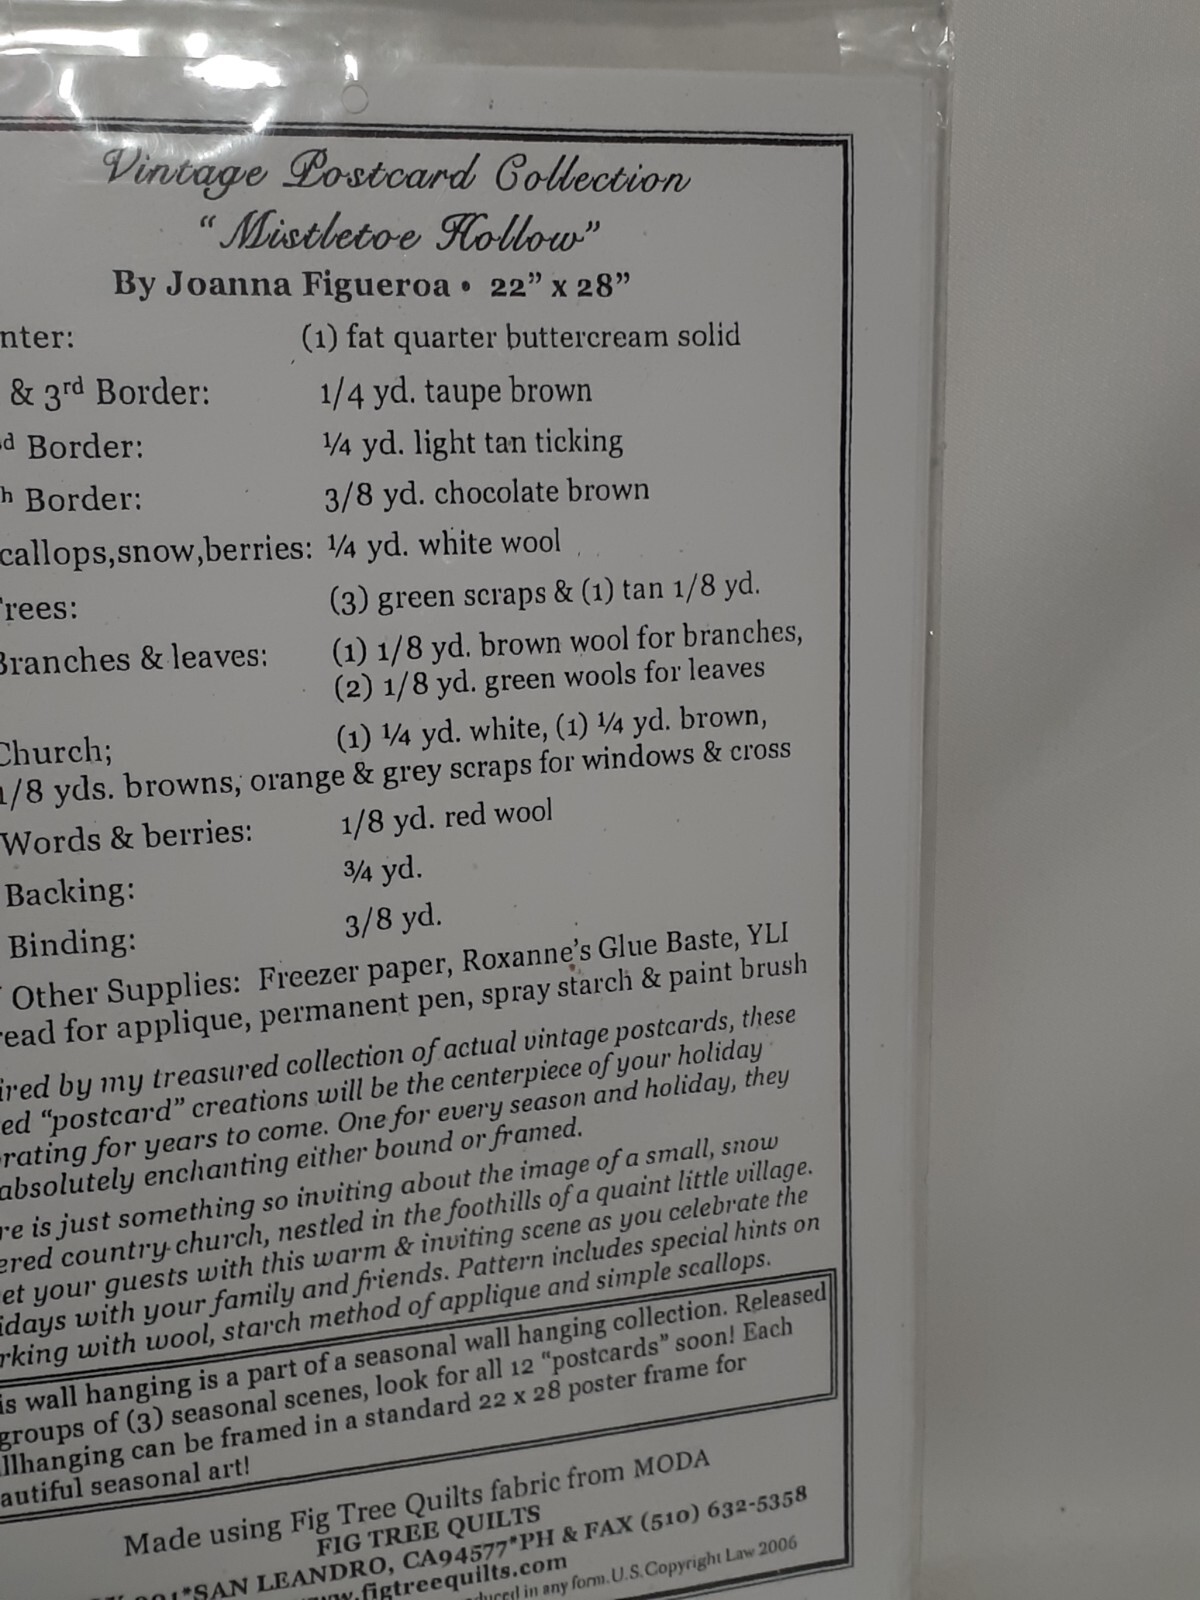 Vintage Postcard Collection
"Mistletoe Hollow"
By Joanna Figueroa • 22" x 28"
nter: (1) fat quarter buttercream solid
& 3rd Border: 1/4 yd. taupe brown
d Border: ¼ yd. light tan ticking
h Border: 3/8 yd. chocolate brown
callops,snow,berries: ¼ yd. white wool
Trees: (3) green scraps & (1) tan 1/8 yd.
Branches & leaves: (1) 1/8 yd. brown wool for branches,
(2) 1/8 yd. green wools for leaves
Church; (1) ¼ yd. white, (1) ¼ yd. brown,
1/8 yds. browns, orange & grey scraps for windows & cross
Words & berries: 1/8 yd. red wool
Backing: ¾ yd.
Binding: 3/8 yd.
Other Supplies: Freezer paper, Roxanne's Glue Baste, YLI
read for applique, permanent pen, spray starch & paint brush
ired by my treasured collection of actual vintage postcards, these
ed "postcard" creations will be the centerpiece of your holiday
rating for years to come. One for every season and holiday, they
absolutely enchanting either bound or framed.
re is just something so inviting about the image of a small, snow
ered country church, nestled in the foothills of a quaint little village.
et your guests with this warm & inviting scene as you celebrate the
idays with your family and friends. Pattern includes special hints on
rking with wool, starch method of applique and simple scallops.
is wall hanging is a part of a seasonal wall hanging collection. Released
groups of (3) seasonal scenes, look for all 12 "postcards" soon! Each
llhanging can be framed in a standard 22 x 28 poster frame for
autiful seasonal art!
Made using Fig Tree Quilts fabric from MODA
FIG TREE QUILTS
SAN LEANDRO, CA94577*PH & FAX (510) 632-5358
www.figtreequilts.com
duced in any form. U.S. Copyright Law 2006